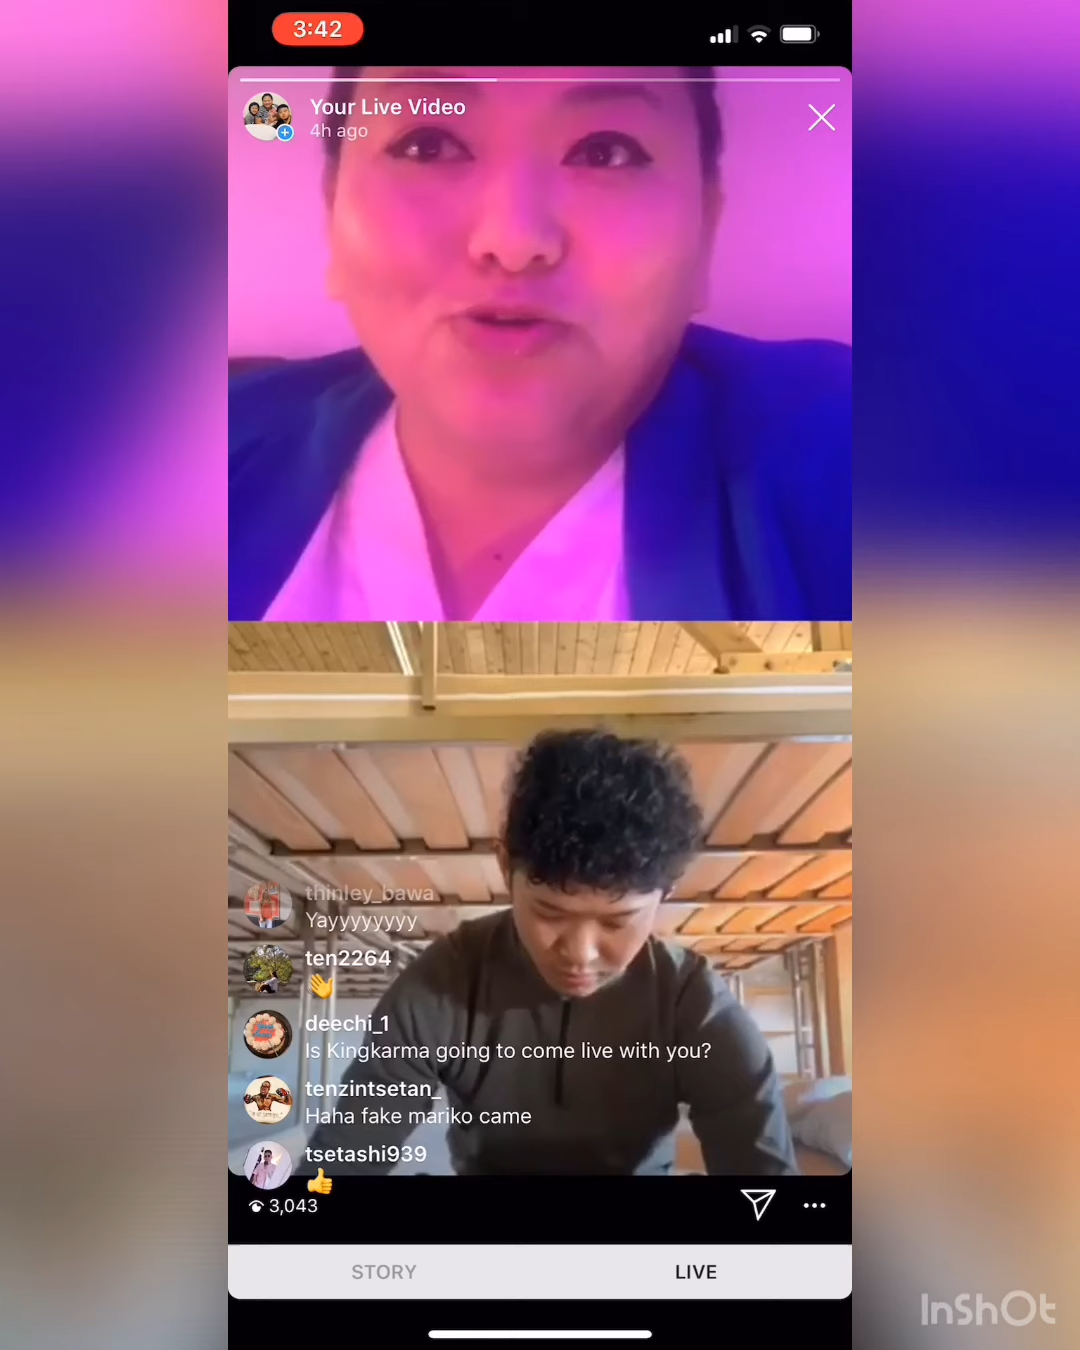 3:42
Your Live Video
4h ago
thinley_bawa
Yayyyyyyyy
ten2264
👋
deechi_1
Is Kingkarma going to come live with you?
tenzintsetan_
Haha fake mariko came
tsetashi939
👍
3,043
STORY
LIVE
InShOt